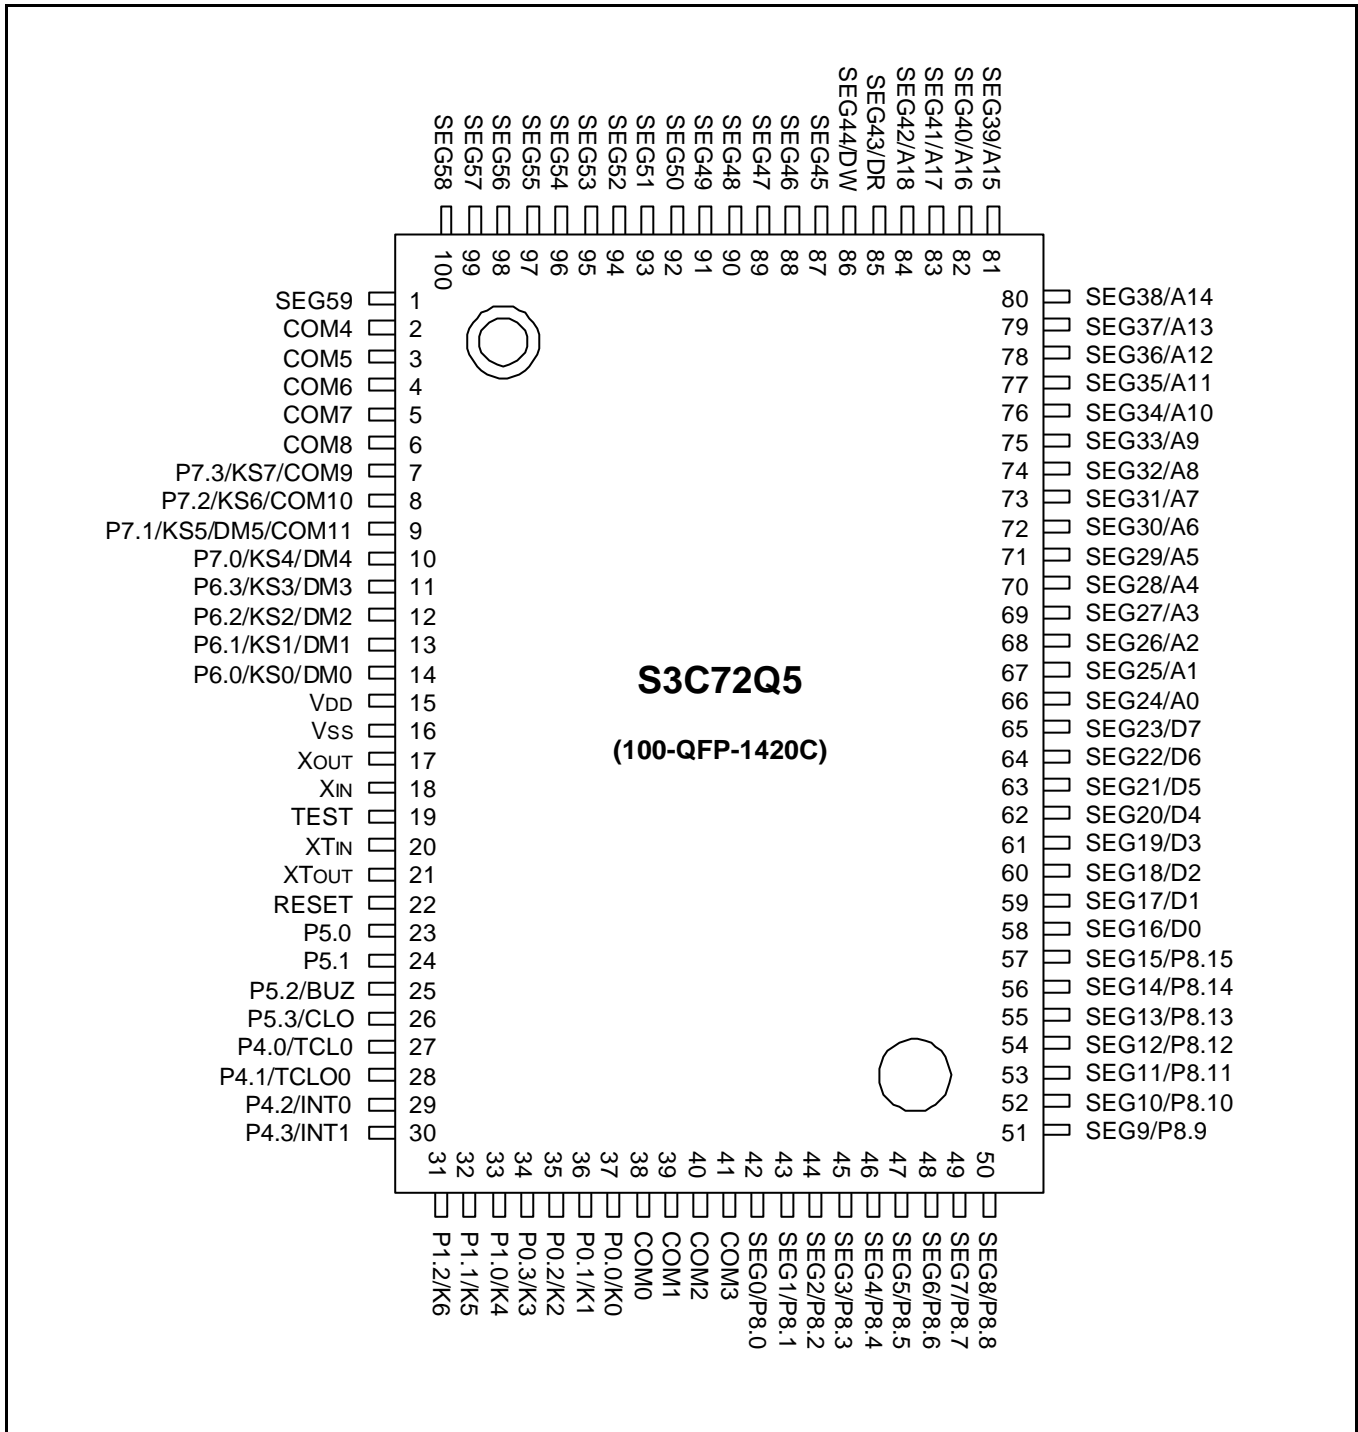 SEG58
SEG57
SEG56
SEG55
SEG54
SEG53
SEG52
SEG51
SEG50
SEG49
SEG48
SEG47
SEG46
SEG45
SEG44/DW
SEG43/DR
SEG42/A18
SEG41/A17
SEG40/A16
SEG39/A15
100
99
98
97
96
95
94
93
92
91
90
89
88
87
86
85
84
83
82
81
SEG59 1
COM4 2
COM5 3
COM6 4
COM7 5
COM8 6
P7.3/KS7/COM9 7
P7.2/KS6/COM10 8
P7.1/KS5/DM5/COM11 9
P7.0/KS4/DM4 10
P6.3/KS3/DM3 11
P6.2/KS2/DM2 12
P6.1/KS1/DM1 13
P6.0/KS0/DM0 14
VDD 15
VSS 16
XOUT 17
XIN 18
TEST 19
XTIN 20
XTOUT 21
RESET 22
P5.0 23
P5.1 24
P5.2/BUZ 25
P5.3/CLO 26
P4.0/TCL0 27
P4.1/TCLO0 28
P4.2/INT0 29
P4.3/INT1 30
S3C72Q5
(100-QFP-1420C)
80 SEG38/A14
79 SEG37/A13
78 SEG36/A12
77 SEG35/A11
76 SEG34/A10
75 SEG33/A9
74 SEG32/A8
73 SEG31/A7
72 SEG30/A6
71 SEG29/A5
70 SEG28/A4
69 SEG27/A3
68 SEG26/A2
67 SEG25/A1
66 SEG24/A0
65 SEG23/D7
64 SEG22/D6
63 SEG21/D5
62 SEG20/D4
61 SEG19/D3
60 SEG18/D2
59 SEG17/D1
58 SEG16/D0
57 SEG15/P8.15
56 SEG14/P8.14
55 SEG13/P8.13
54 SEG12/P8.12
53 SEG11/P8.11
52 SEG10/P8.10
51 SEG9/P8.9
31
32
33
34
35
36
37
38
39
40
41
42
43
44
45
46
47
48
49
50
P1.2/K6
P1.1/K5
P1.0/K4
P0.3/K3
P0.2/K2
P0.1/K1
P0.0/K0
COM0
COM1
COM2
COM3
SEG0/P8.0
SEG1/P8.1
SEG2/P8.2
SEG3/P8.3
SEG4/P8.4
SEG5/P8.5
SEG6/P8.6
SEG7/P8.7
SEG8/P8.8